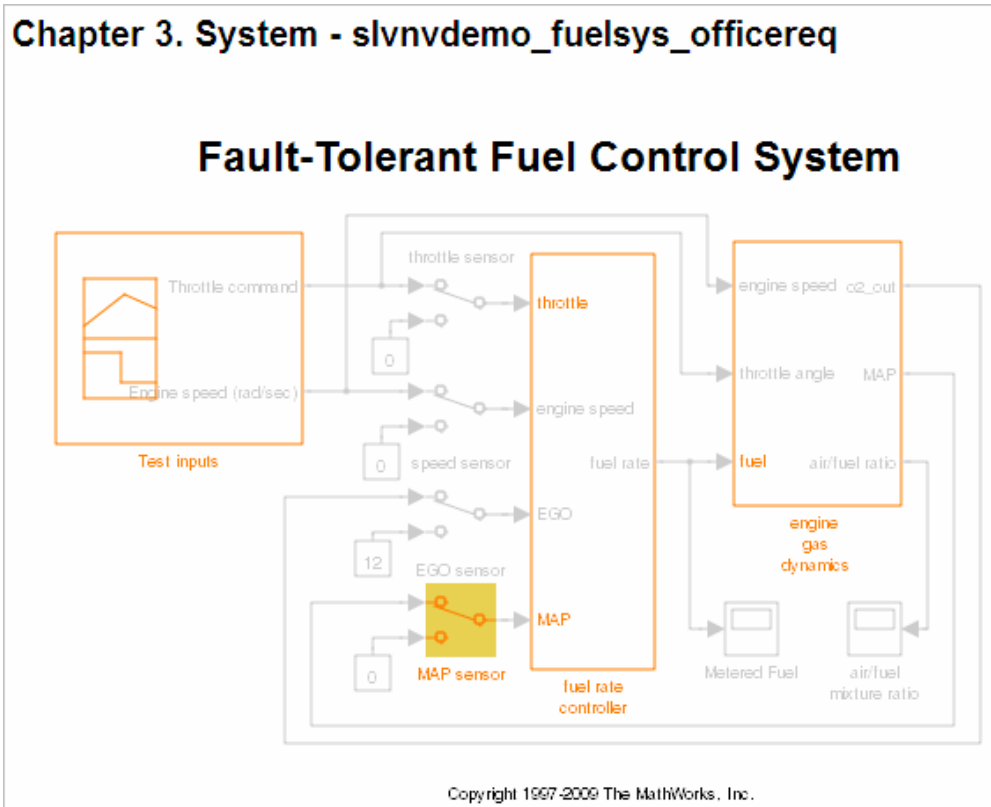 Chapter 3. System - slvnvdemo_fuelsys_officereq
Fault-Tolerant Fuel Control System
Throttle command
Engine speed (rad/sec)
Test inputs
throttle sensor
0
0
speed sensor
12
EGO sensor
0
MAP sensor
throttle
engine speed
fuel rate
EGO
MAP
fuel rate
controller
engine speed
o2_out
throttle angle
MAP
fuel
air/fuel ratio
engine
gas
dynamics
Metered Fuel
air/fuel
mixture ratio
Copyright 1997-2009 The MathWorks, Inc.